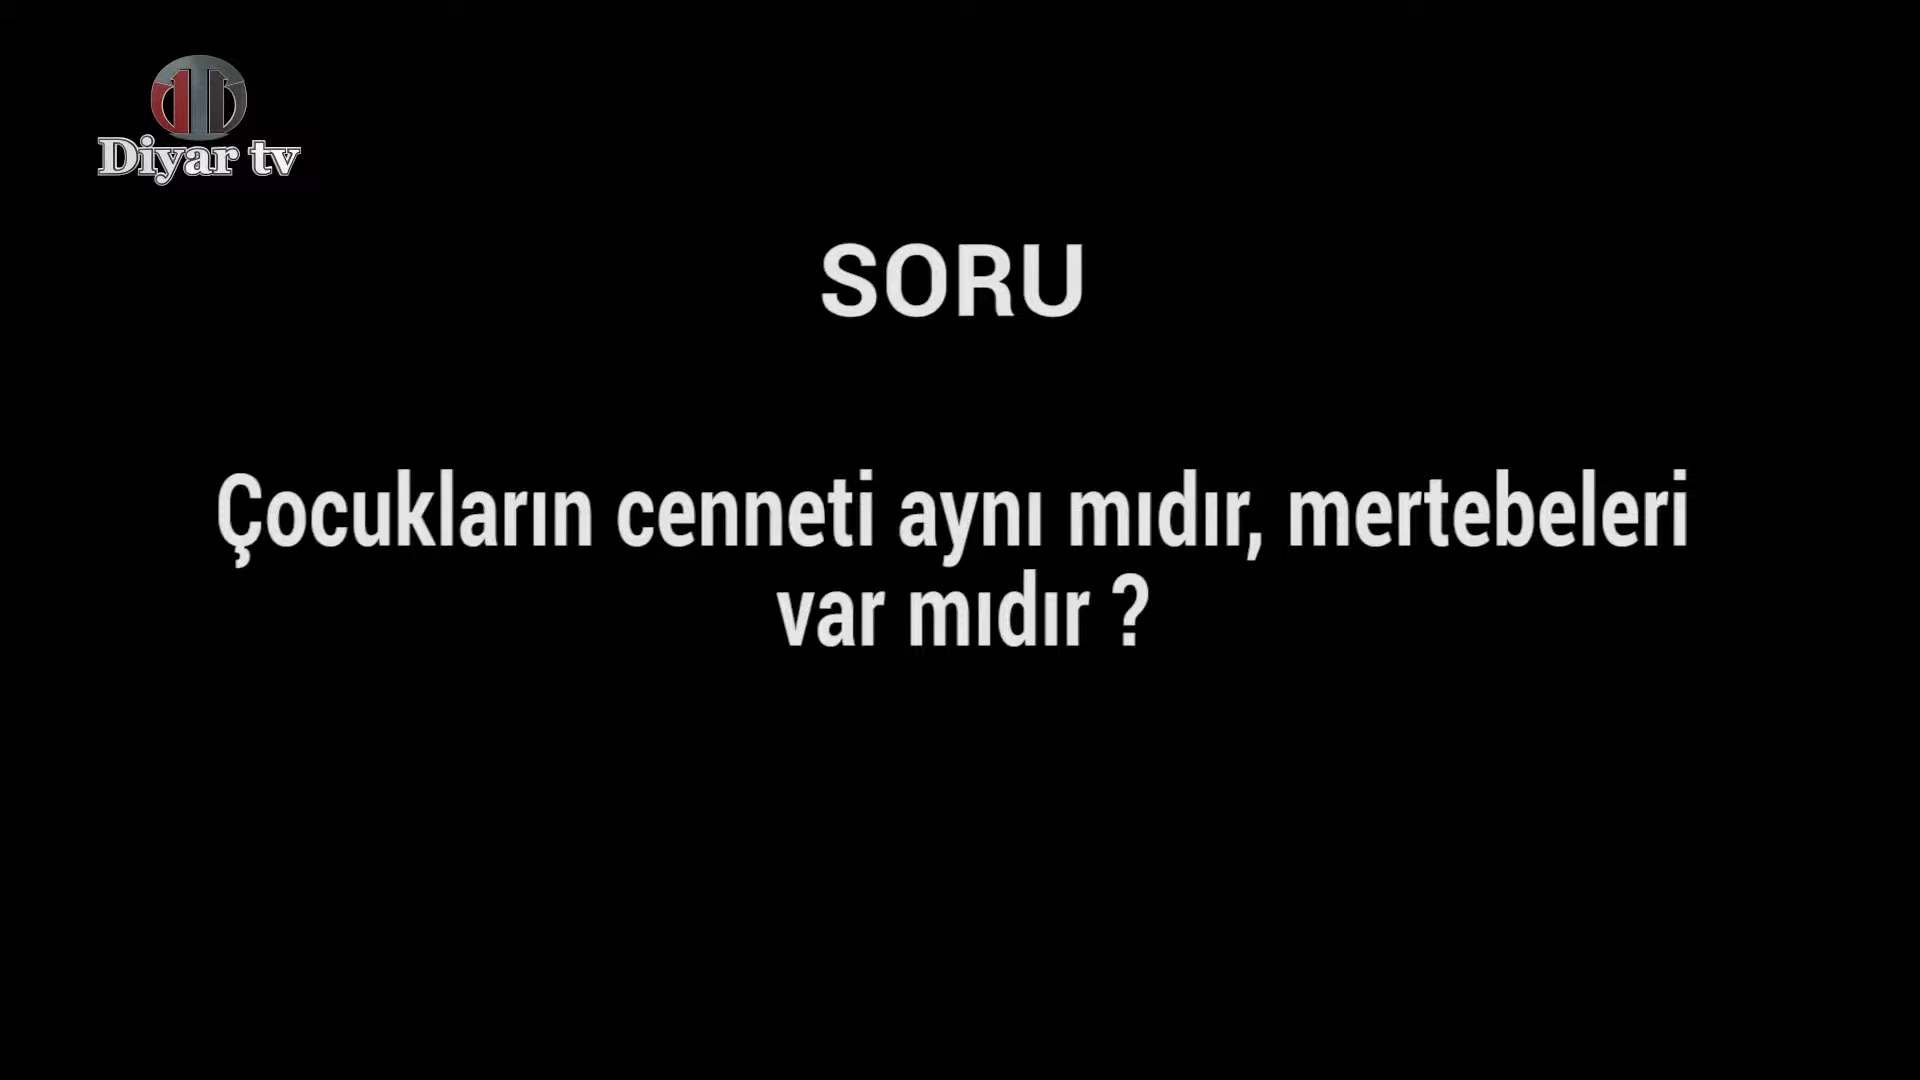 Diyar tv
SORU
Çocukların cenneti aynı mıdır, mertebeleri
var mıdır ?